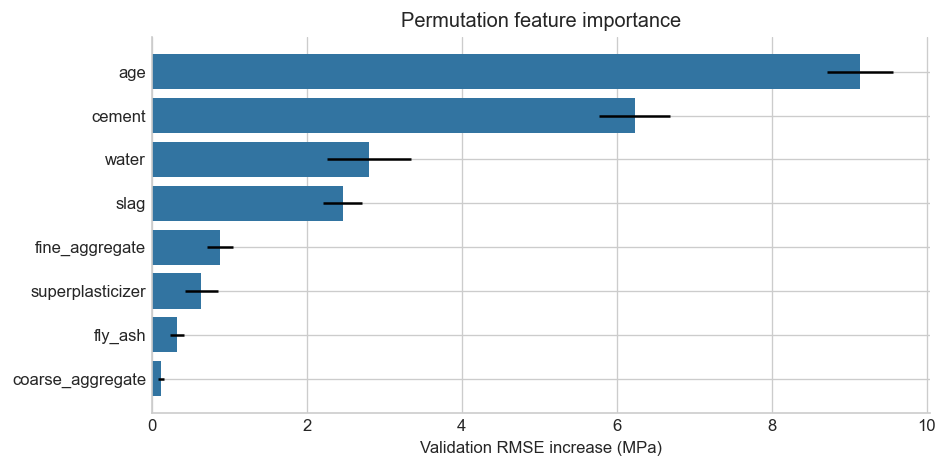 Permutation feature importance
age
cement
water
slag
fine_aggregate
superplasticizer
fly_ash
coarse_aggregate
0 2 4 6 8 10
Validation RMSE increase (MPa)